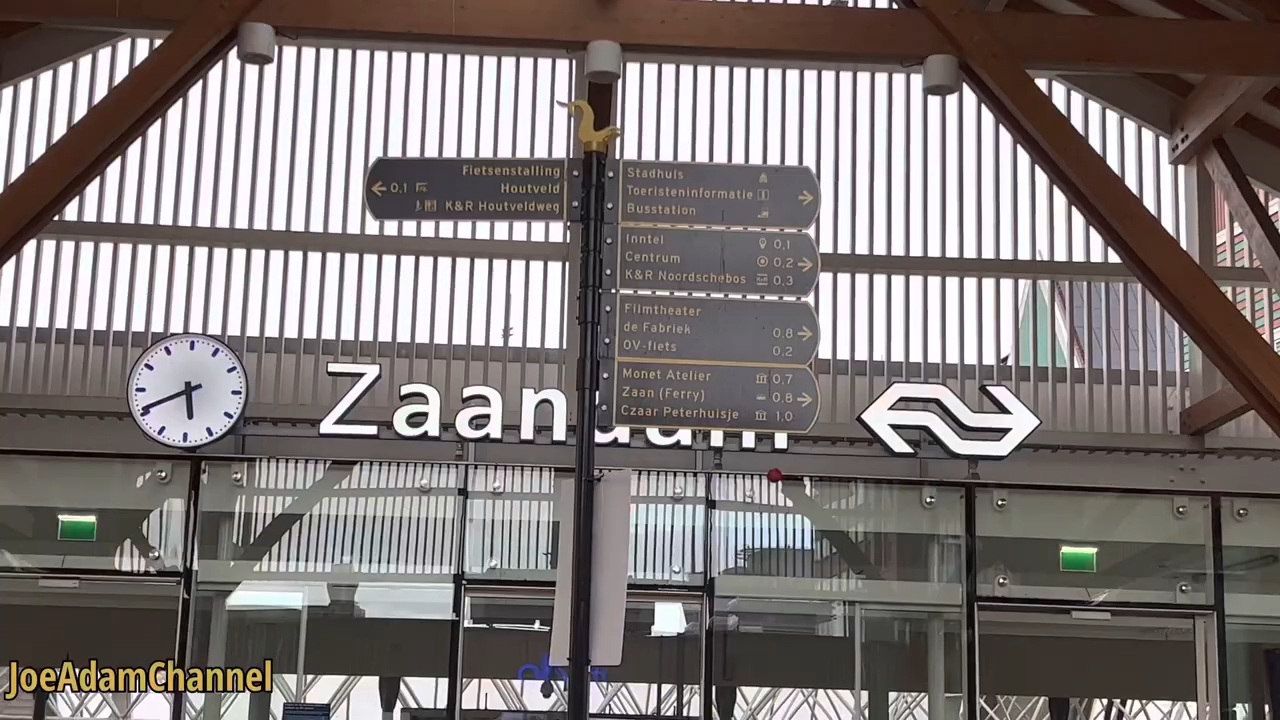 Fietsenstalling
0,1 Houtveld
K&R Houtveldweg
Stadhuis
Toeristeninformatie
Busstation
Inntel 0,1
Centrum 0,2
K&R Noordschebos 0,3
Filmtheater
de Fabriek 0,8
OV-fiets 0,2
Monet Atelier 0,7
Zaan (Ferry) 0,8
Czaar Peterhuisje 1,0
Zaandam
JoeAdamChannel